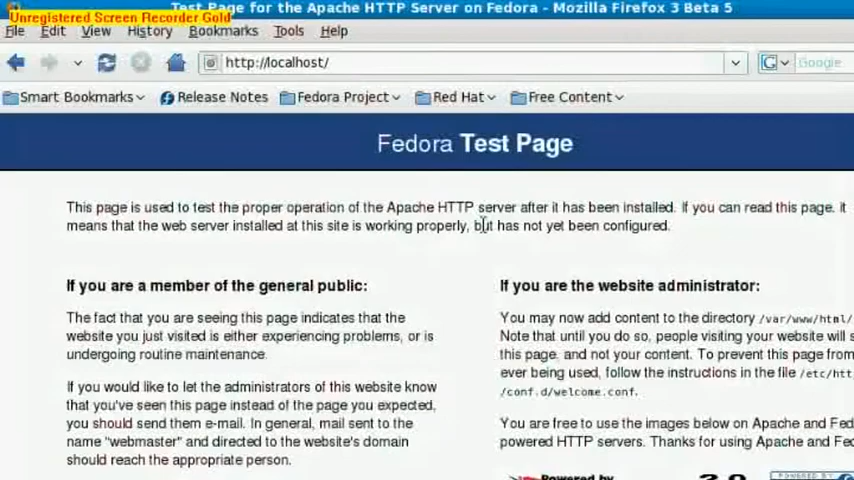 Test Page for the Apache HTTP Server on Fedora - Mozilla Firefox 3 Beta 5
Unregistered Screen Recorder Gold
File Edit View History Bookmarks Tools Help
http://localhost/
G Google
Smart Bookmarks Release Notes Fedora Project Red Hat Free Content
Fedora Test Page
This page is used to test the proper operation of the Apache HTTP server after it has been installed. If you can read this page, it
means that the web server installed at this site is working properly, but has not yet been configured.
If you are a member of the general public:
The fact that you are seeing this page indicates that the
website you just visited is either experiencing problems, or is
undergoing routine maintenance.
If you would like to let the administrators of this website know
that you've seen this page instead of the page you expected,
you should send them e-mail. In general, mail sent to the
name "webmaster" and directed to the website's domain
should reach the appropriate person.
If you are the website administrator:
You may now add content to the directory /var/www/html/
Note that until you do so, people visiting your website will s
this page, and not your content. To prevent this page from
ever being used, follow the instructions in the file /etc/htt
/conf.d/welcome.conf.
You are free to use the images below on Apache and Fed
powered HTTP servers. Thanks for using Apache and Fed
Powered by 2.0 POWERED BY